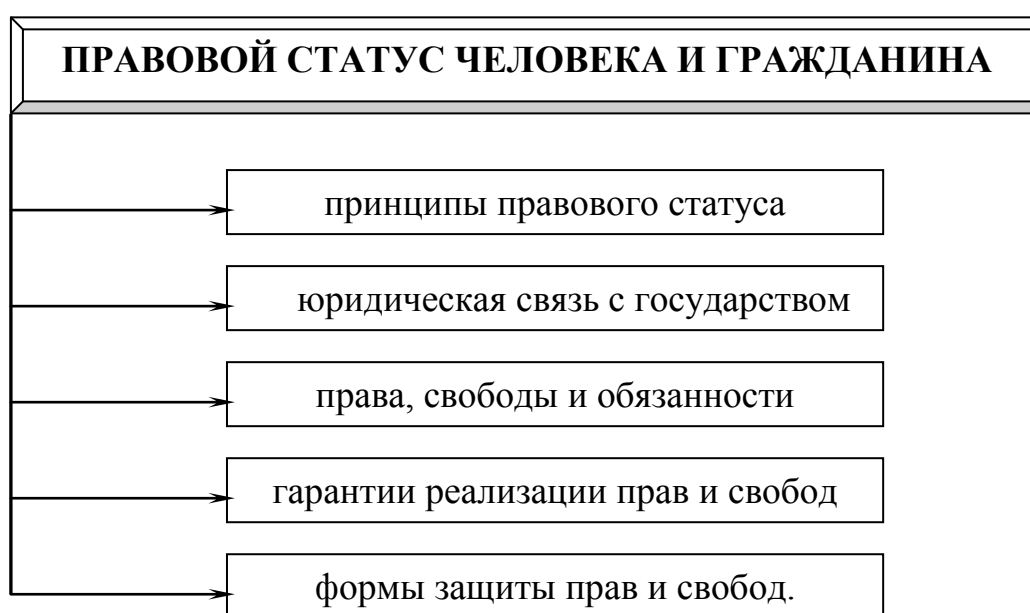 ПРАВОВОЙ СТАТУС ЧЕЛОВЕКА И ГРАЖДАНИНА
принципы правового статуса
юридическая связь с государством
права, свободы и обязанности
гарантии реализации прав и свобод
формы защиты прав и свобод.